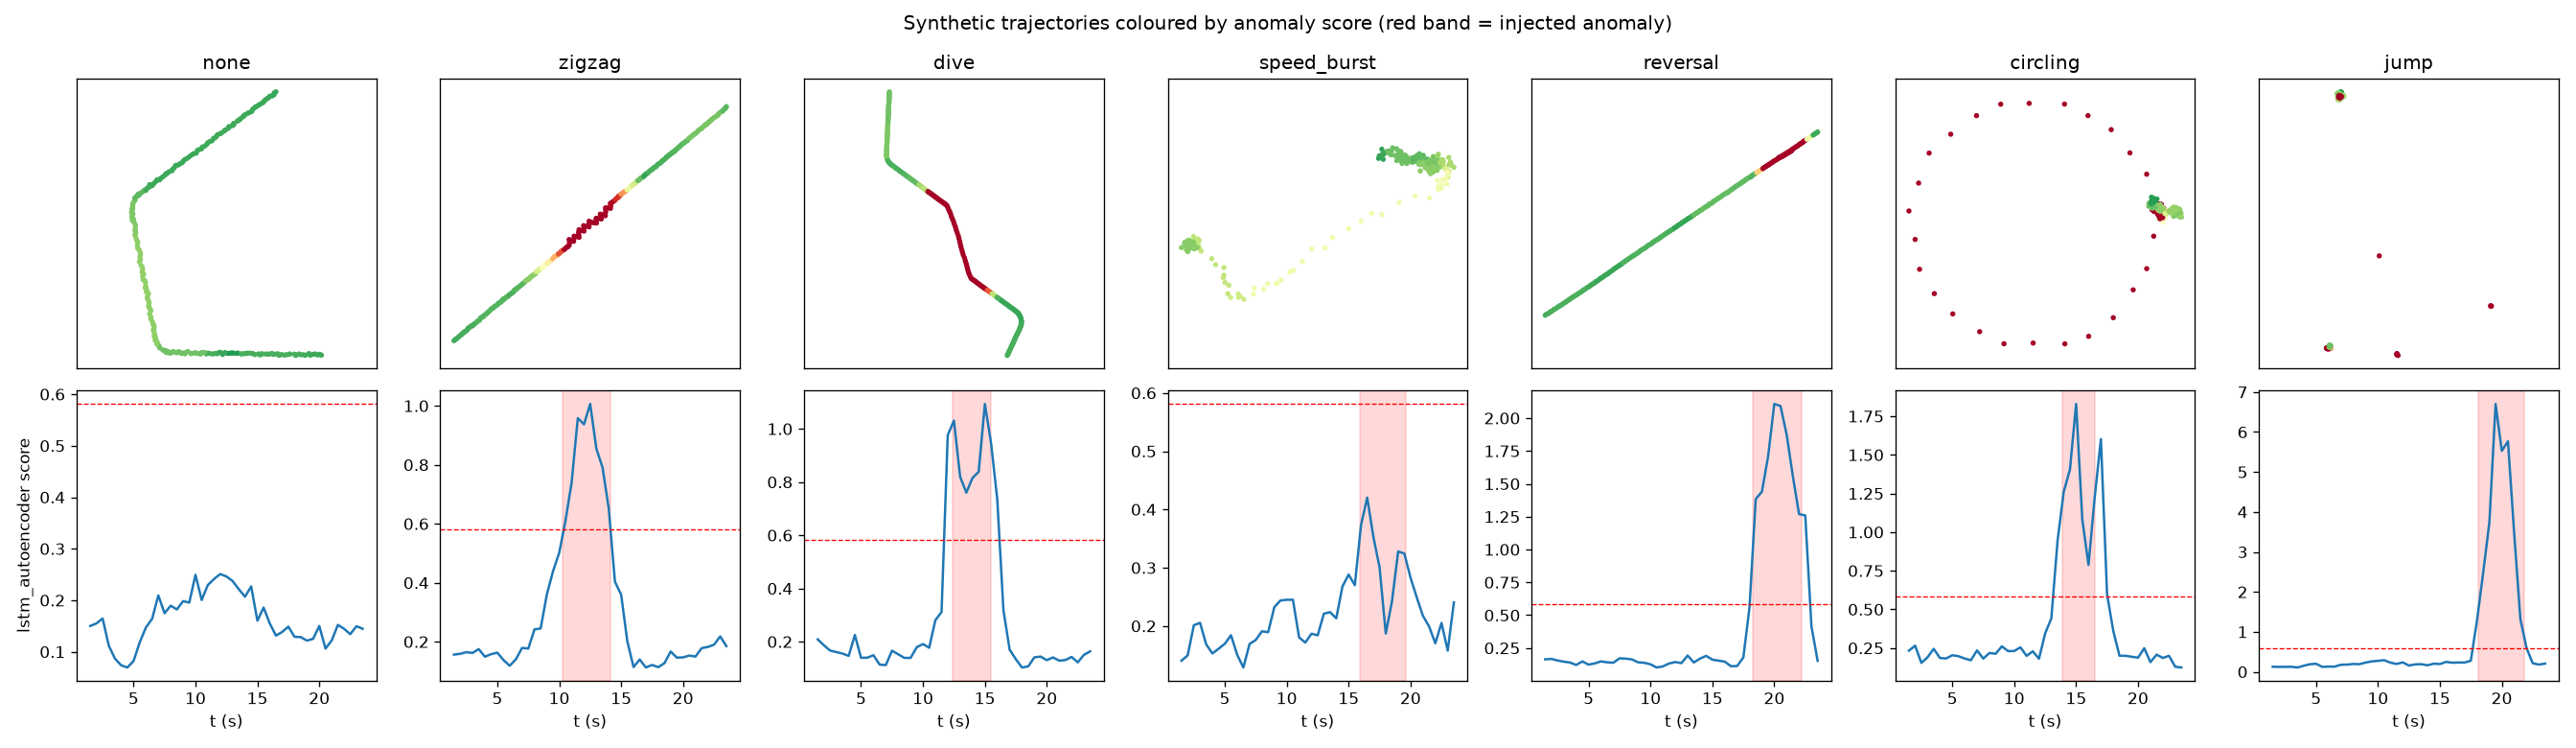 Synthetic trajectories coloured by anomaly score (red band = injected anomaly)
none zigzag dive speed_burst reversal circling jump
lstm_autoencoder score
0.6
0.5
0.4
0.3
0.2
0.1
5 10 15 20
t (s)
1.0
0.8
0.6
0.4
0.2
5 10 15 20
t (s)
1.0
0.8
0.6
0.4
0.2
5 10 15 20
t (s)
0.6
0.5
0.4
0.3
0.2
5 10 15 20
t (s)
2.00
1.75
1.50
1.25
1.00
0.75
0.50
0.25
5 10 15 20
t (s)
1.75
1.50
1.25
1.00
0.75
0.50
0.25
5 10 15 20
t (s)
7
6
5
4
3
2
1
0
5 10 15 20
t (s)